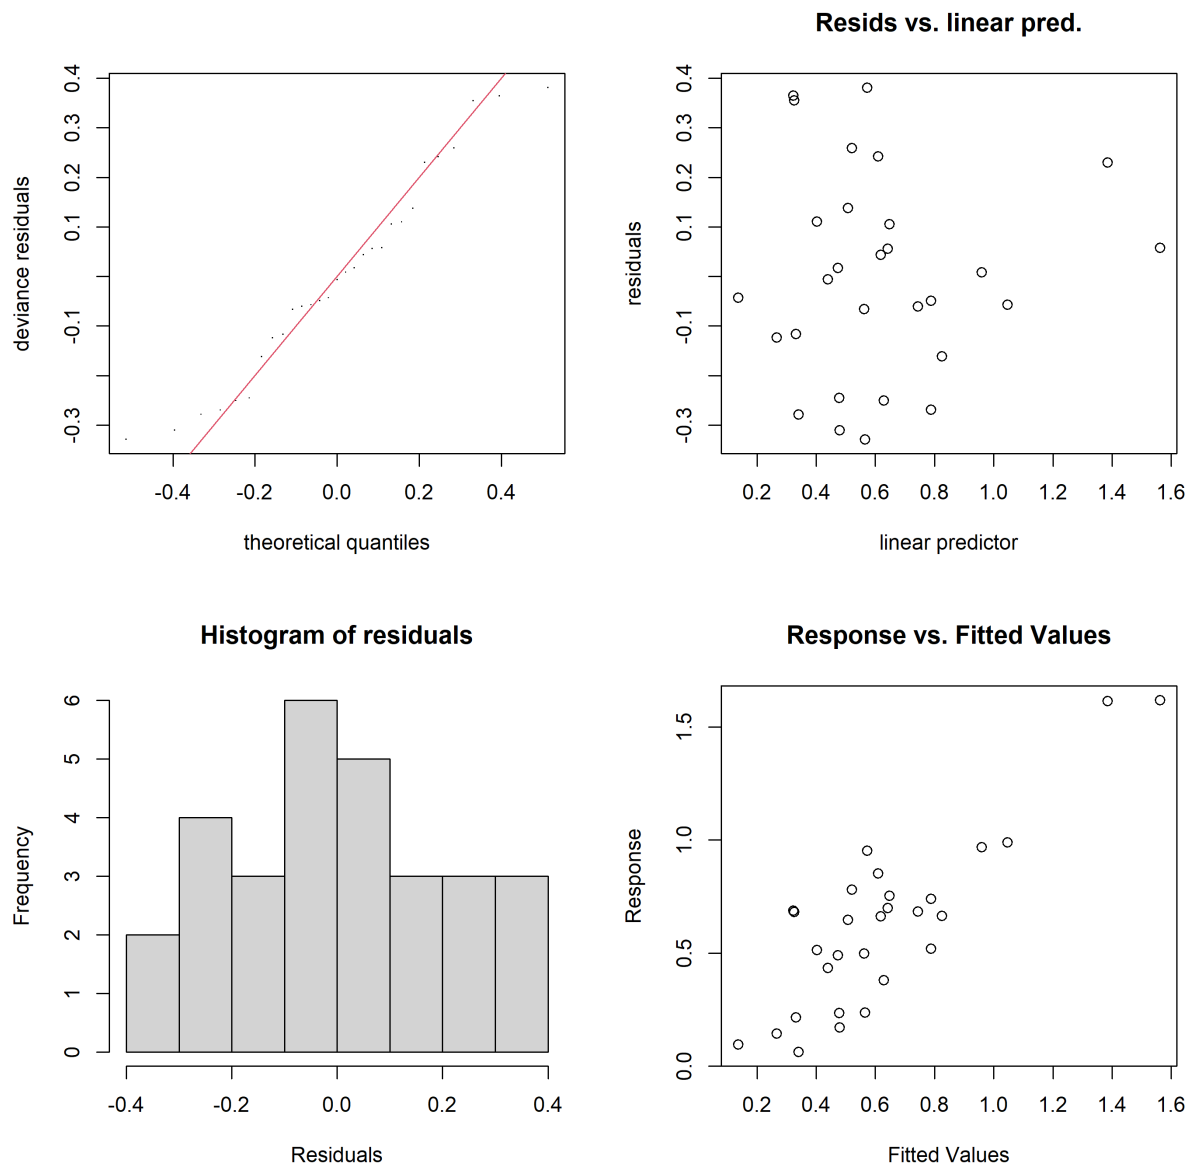 0.4
0.3
0.2
0.1
-0.1
-0.3
deviance residuals
-0.4 -0.2 0.0 0.2 0.4
theoretical quantiles
Resids vs. linear pred.
0.4
0.3
0.2
0.1
-0.1
-0.3
residuals
0.2 0.4 0.6 0.8 1.0 1.2 1.4 1.6
linear predictor
Histogram of residuals
6
5
4
3
2
1
0
Frequency
-0.4 -0.2 0.0 0.2 0.4
Residuals
Response vs. Fitted Values
1.5
1.0
0.5
0.0
Response
0.2 0.4 0.6 0.8 1.0 1.2 1.4 1.6
Fitted Values